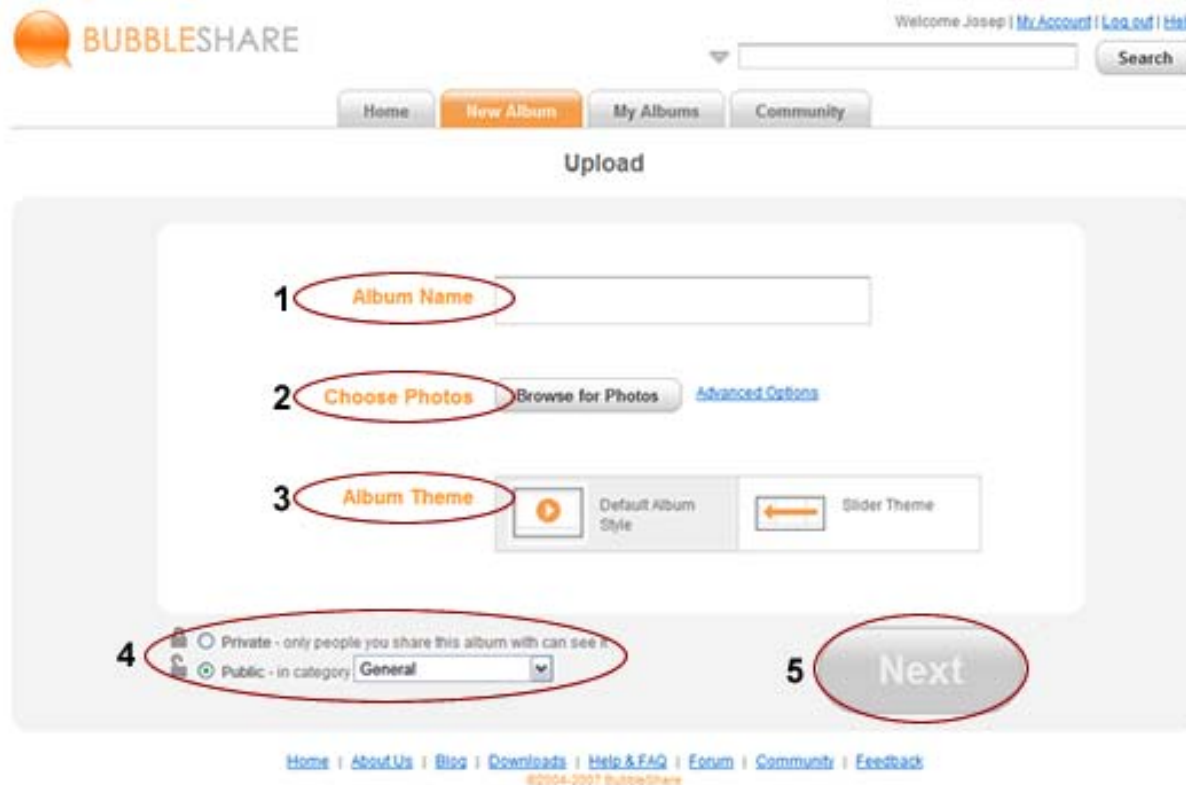 BUBBLESHARE
Welcome Josep | My Account | Log out | Hel
Search
Home New Album My Albums Community
Upload
1 Album Name
2 Choose Photos Browse for Photos Advanced Options
3 Album Theme Default Album Style Slider Theme
4 Private - only people you share this album with can see it
Public - in category General
5 Next
Home | About Us | Blog | Downloads | Help & FAQ | Forum | Community | Feedback
©2004-2007 BubbleShare